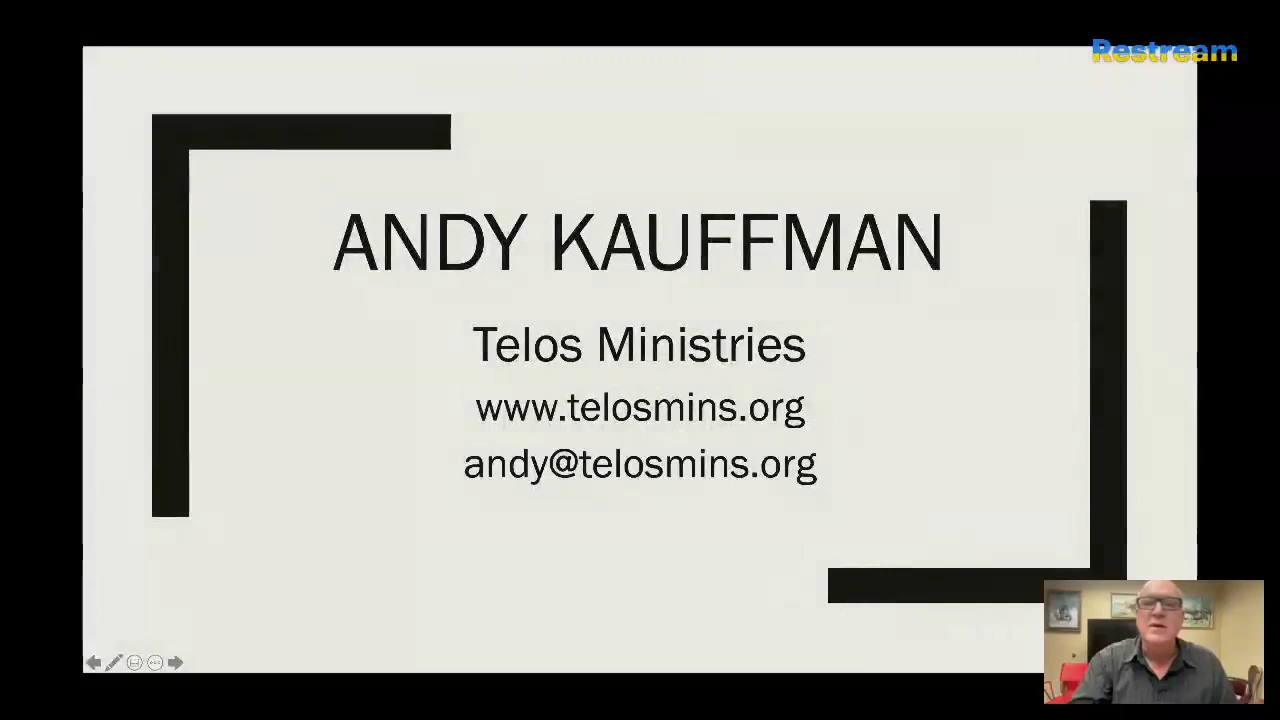 Restream
ANDY KAUFFMAN
Telos Ministries
www.telosmins.org
andy@telosmins.org